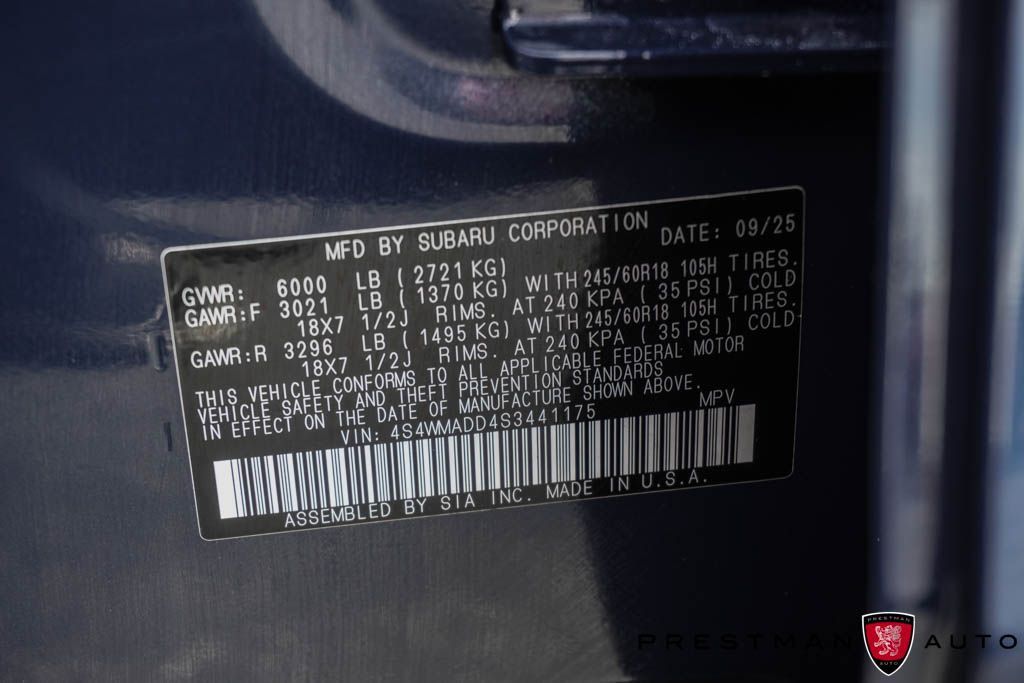 MFD BY SUBARU CORPORATION DATE: 09/25
GVWR: 6000 LB ( 2721 KG)
GAWR:F 3021 LB ( 1370 KG) WITH 245/60R18 105H TIRES.
18X7 1/2J RIMS. AT 240 KPA ( 35 PSI) COLD
GAWR:R 3296 LB ( 1495 KG) WITH 245/60R18 105H TIRES.
18X7 1/2J RIMS. AT 240 KPA ( 35 PSI) COLD
THIS VEHICLE CONFORMS TO ALL APPLICABLE FEDERAL MOTOR
VEHICLE SAFETY AND THEFT PREVENTION STANDARDS
IN EFFECT ON THE DATE OF MANUFACTURE SHOWN ABOVE.
VIN: 4S4WMADD4S3441175 MPV
ASSEMBLED BY SIA INC. MADE IN U.S.A.
PRESTMAN PRESTMAN AUTO